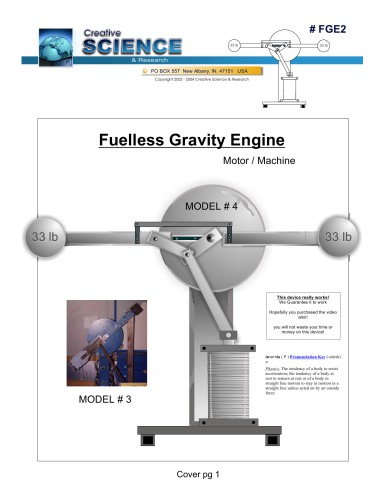 # FGE2
Creative
SCIENCE
& Research
PO BOX 557 New Albany, IN. 47151 USA
Copyright 2002 - 2004 Creative Science & Research
33 lb
33 lb
Fuelless Gravity Engine
Motor / Machine
MODEL # 4
33 lb
33 lb
This device really works!
We Guarantee it to work
Hopefully you purchased the video also!
you will not waste your time or
money on this device!
in·er·tia ( P ) Pronunciation Key (-nûrsh)
n.
Physics. The tendency of a body to resist
acceleration; the tendency of a body at
rest to remain at rest or of a body in
straight line motion to stay in motion in a
straight line unless acted on by an outside
force.
MODEL # 3
Cover pg 1